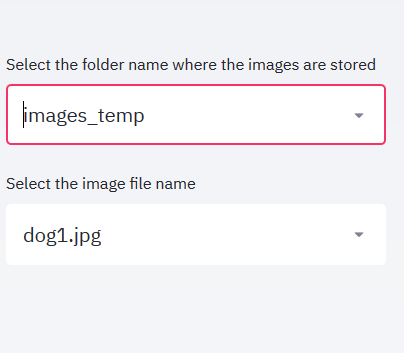 Select the folder name where the images are stored
images_temp
Select the image file name
dog1.jpg